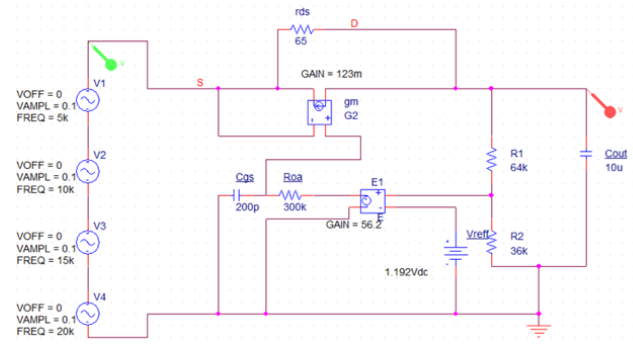 rds
65
D
GAIN = 123m
S
gm
G2
V1
VOFF = 0
VAMPL = 0.1
FREQ = 5k
V2
VOFF = 0
VAMPL = 0.1
FREQ = 10k
V3
VOFF = 0
VAMPL = 0.1
FREQ = 15k
V4
VOFF = 0
VAMPL = 0.1
FREQ = 20k
Cgs
200p
Roa
300k
E1
E
GAIN = 56.2
Vreff
1.192Vdc
R1
64k
R2
36k
Cout
10u